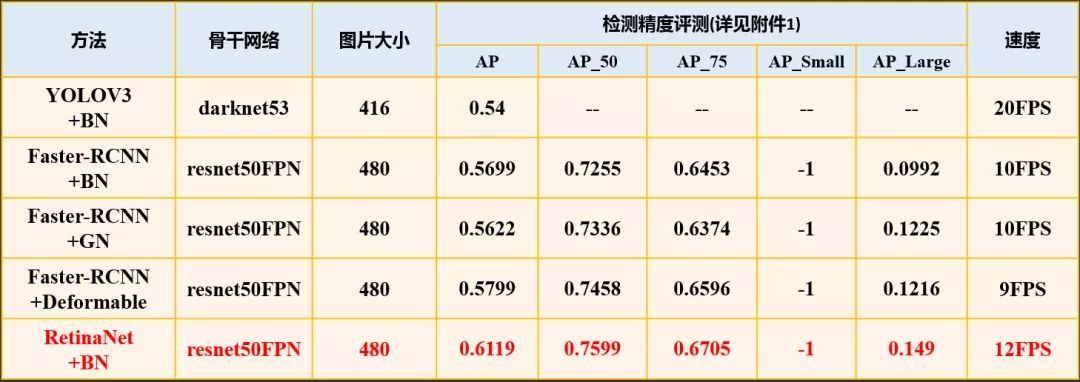 方法 骨干网络 图片大小 检测精度评测(详见附件1) 速度
AP AP_50 AP_75 AP_Small AP_Large
YOLOV3
+BN darknet53 416 0.54 -- -- -- -- 20FPS
Faster-RCNN
+BN resnet50FPN 480 0.5699 0.7255 0.6453 -1 0.0992 10FPS
Faster-RCNN
+GN resnet50FPN 480 0.5622 0.7336 0.6374 -1 0.1225 10FPS
Faster-RCNN
+Deformable resnet50FPN 480 0.5799 0.7458 0.6596 -1 0.1216 9FPS
RetinaNet
+BN resnet50FPN 480 0.6119 0.7599 0.6705 -1 0.149 12FPS